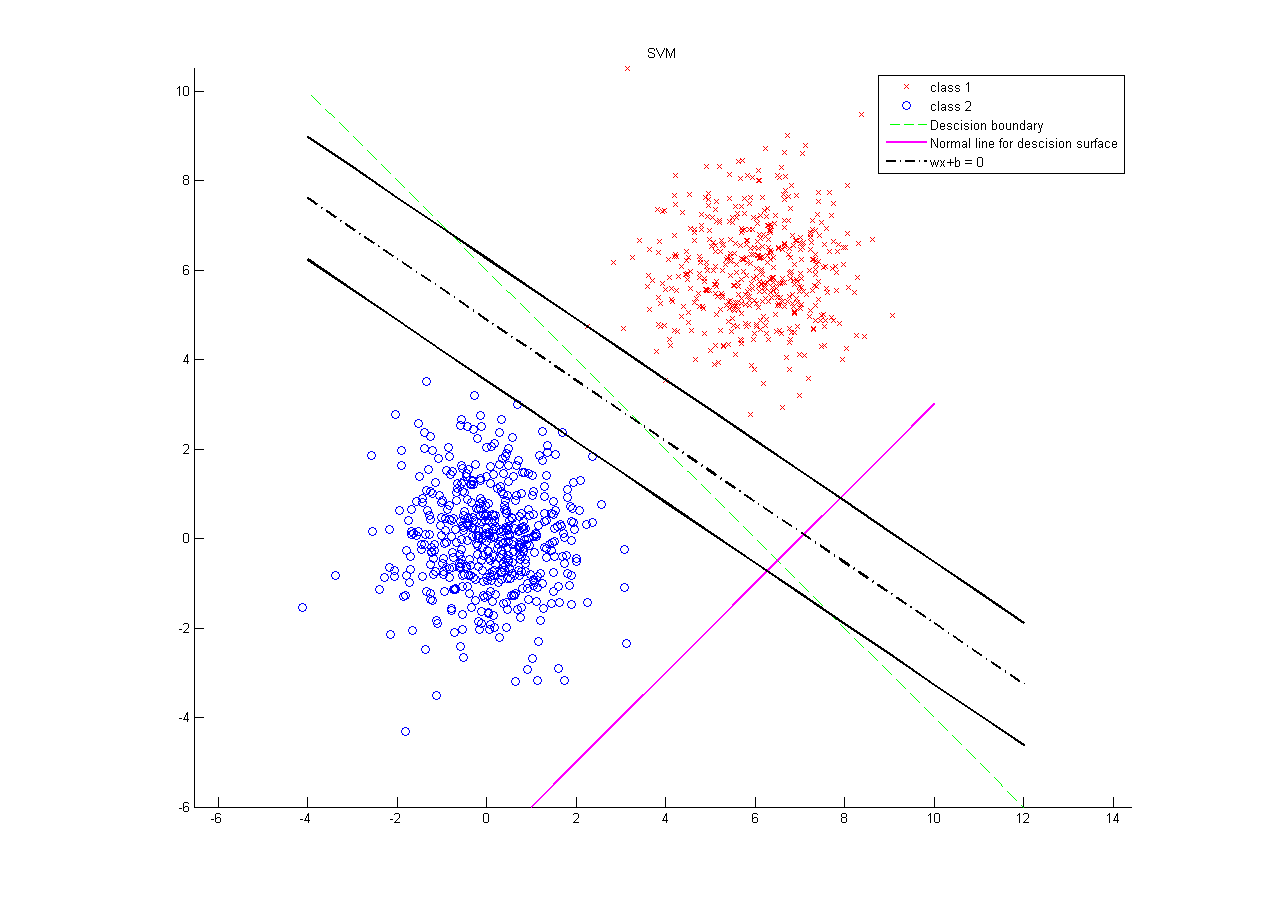 SVM
class 1
class 2
Descision boundary
Normal line for descision surface
wx+b = 0
10
8
6
4
2
0
-2
-4
-6
-6 -4 -2 0 2 4 6 8 10 12 14